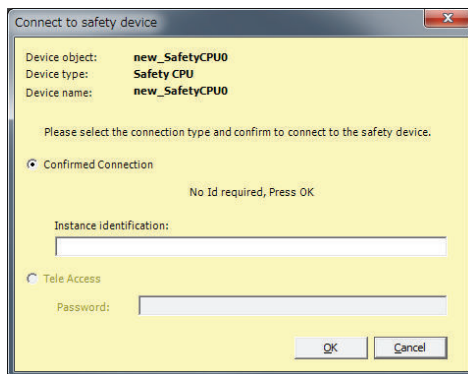 Connect to safety device
Device object: new_SafetyCPU0
Device type: Safety CPU
Device name: new_SafetyCPU0
Please select the connection type and confirm to connect to the safety device.
Confirmed Connection
No Id required, Press OK
Instance identification:
Tele Access
Password:
OK Cancel